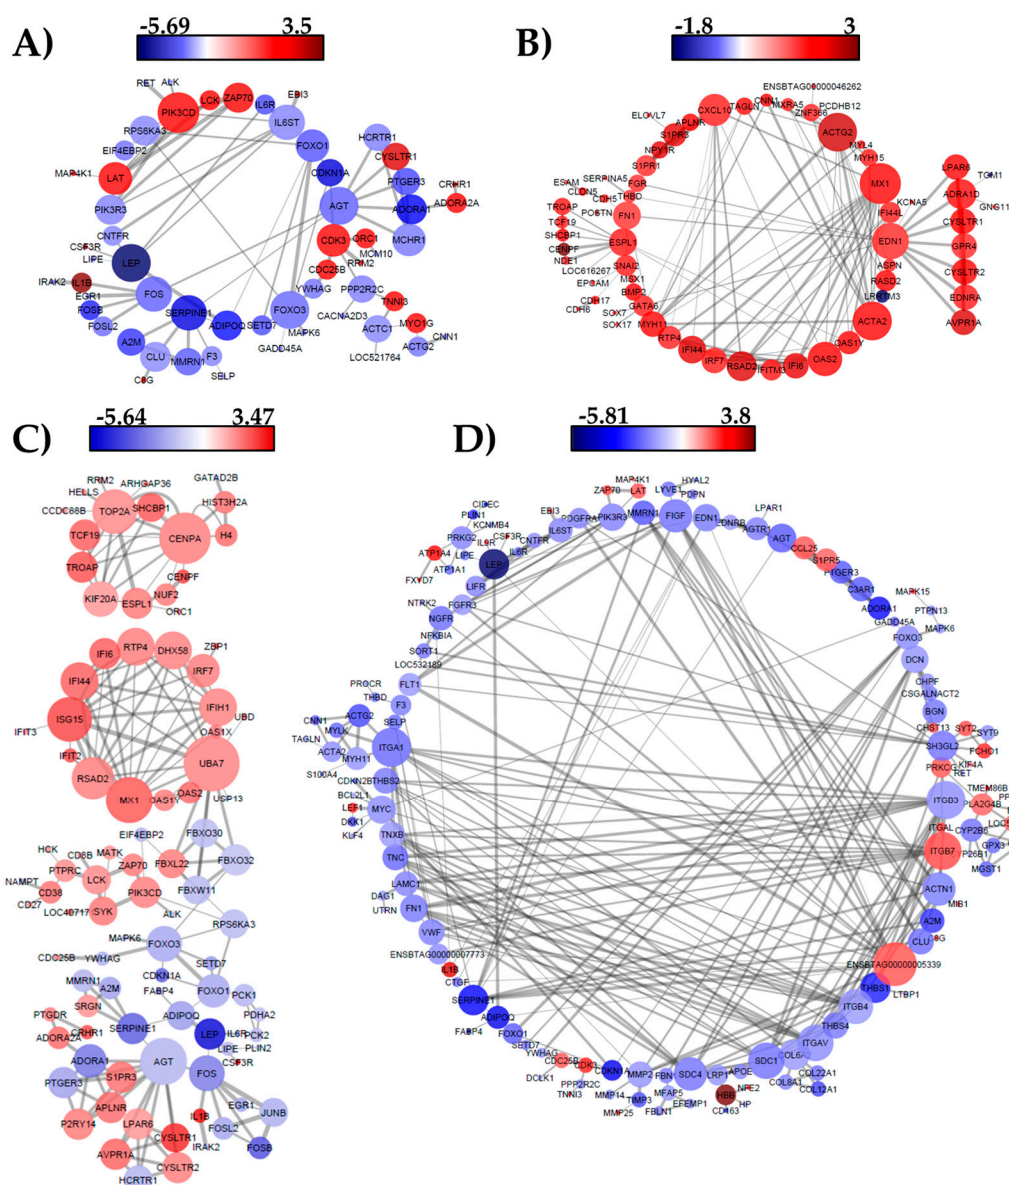 A)
-5.69 3.5
RET ALK
PIK3CD LCK ZAP70 IL6R EBI3
RPS6KA3 IL6ST
EIF4EBP2 FOXO1 HCRTR1
MAP4K1 LAT CDKN1A CYSLTR1
PTGER3 CRHR1
PIK3R3 AGT ADORA1 ADORA2A
CNTFR MCHR1
CSF3R LIPE LEP CDK3 ORC1
MCM10
CDC25B RRM2
IRAK2 IL1B YWHAG PPP2R2C
EGR1 FOS
FOSB SERPINE1 FOXO3 CACNA2D3 TNNI3
FOSL2 ADIPOQ SETD7 MAPK6 ACTC1 MYO1G
A2M GADD45A ACTG2 CNN1
CLU MMRN1 F3 LOC521764
C8G SELP
B)
-1.8 3
ENSBTAG00000046262
CXCL10 TAGLN CNN1 MXRA5 PCDHB12
ZNF366
ELOVL7 APLNR ACTG2
S1PR3
NPY1R MYL4
S1PR1 MYH15
ESAM SERPINA5 FGR MX1 LPAR6 TGM1
CLDN5 CDH5 THBD KCNA5 ADRA1D
TROAP POSTN FN1 IFI44L GNG11
TCF19 CYSLTR1
SHCBP1 ESPL1 EDN1 GPR4
CENPF
NDE1 SNAI2 ASPN CYSLTR2
LOC616267 MSX1 RASD2
EPCAM BMP2 LRRTM3 EDNRA
CDH17 GATA6
CDH6 SOX7 ACTA2 AVPR1A
SOX17 MYH11
RTP4 OAS1Y
IFI44 IRF7 RSAD2 IFITM3 IFI6 OAS2
C)
-5.64 3.47
RRM2 ARHGAP36 GATAD2B
HELLS SHCBP1 HIST3H2A
CCDC88B TOP2A
TCF19 CENPA H4
TROAP CENPF
KIF20A ESPL1 NUF2
ORC1
RTP4 DHX58 ZBP1
IFI6 IRF7
IFI44 IFIH1
ISG15 UBD
IFIT3 OAS1X
IFIT2 UBA7
RSAD2 OAS2
MX1 OAS1Y USP13
EIF4EBP2 FBXO30
HCK CD8B MATK FBXL22 FBXO32
PTPRC ZAP70
NAMPT LCK FBXW11
CD38 PIK3CD
CD27 SYK
ALK RPS6KA3
MAPK6 FOXO3
CDC25B YWHAG SETD7
CDKN1A
MMRN1 A2M FABP4 FOXO1 PCK1
PTGDR SRGN ADIPOQ PDHA2
ADORA2A SERPINE1 LEP IL6R PCK2
CRHR1 LIPE PLIN2
ADORA1 AGT CSF3R
PTGER3 S1PR3 FOS
APLNR EGR1 JUNB
P2RY14 IL1B FOSL2
LPAR6 CYSLTR1 IRAK2 FOSB
AVPR1A CYSLTR2
HCRTR1
D)
-5.81 3.8
MAP4K1 HYAL2
ZAP70 LAT LYVE1 PDPN
CIDEC EBI3 PDGFRA PIK3R3 MMRN1 FIGF EDN1 LPAR1
PLIN1 IL6ST EDNRB AGTR1
PRKG2 KCNMB4 CSF3R CNTFR AGT
ATP1A4 LIPE IL9R IL6R CCL25
FXYD7 ATP1A1 LEP S1PR5
LIFR PTGER3
NTRK2 FGFR3 C3AR1 MAPK15
NGFR ADORA1 PTPN13
NFKBIA GADD45A MAPK6
SORT1 FOXO3
LOC532189 DCN
PROCR FLT1 CHPF
THBD CSGALNACT2
CNN1 ACTG2 F3 BGN
MYLK SELP CHST13 SYT2 SYT9
TAGLN ACTA2 MYH11 ITGA1 SH3GL2 FCHO1
S100A4 PRKCG KIF4A
CDKN2B THBS2 RET
BCL2L1 TMEM86B
LEF1 MYC ITGB3 PLA2G4B
DKK1 CYP2B6
KLF4 TNXB ITGAL
TNC ITGB7 GPX3
DAG1 LAMC1 MGST1
UTRN FN1 ACTN1 MIB1
VWF A2M
ENSBTAG00000007773 CLU C8G
IL1B ENSBTAG00000005339
CTGF THBS1 LTBP1
SERPINE1 ITGB4
FABP4 ADIPOQ THBS4
FOXO1 ITGAV
SETD7 COL6A2
YWHAG SDC1
CDC25B CDK3 CDKN1A MMP2 FBN1 SDC4 LRP1 APOE COL22A1
DCLK1 PPP2R2C COL8A1 COL12A1
TNNI3 MMP14 TIMP3 MFAP5 HBB NPE2
MMP25 FBLN1 EFEMP1 HP
CD163